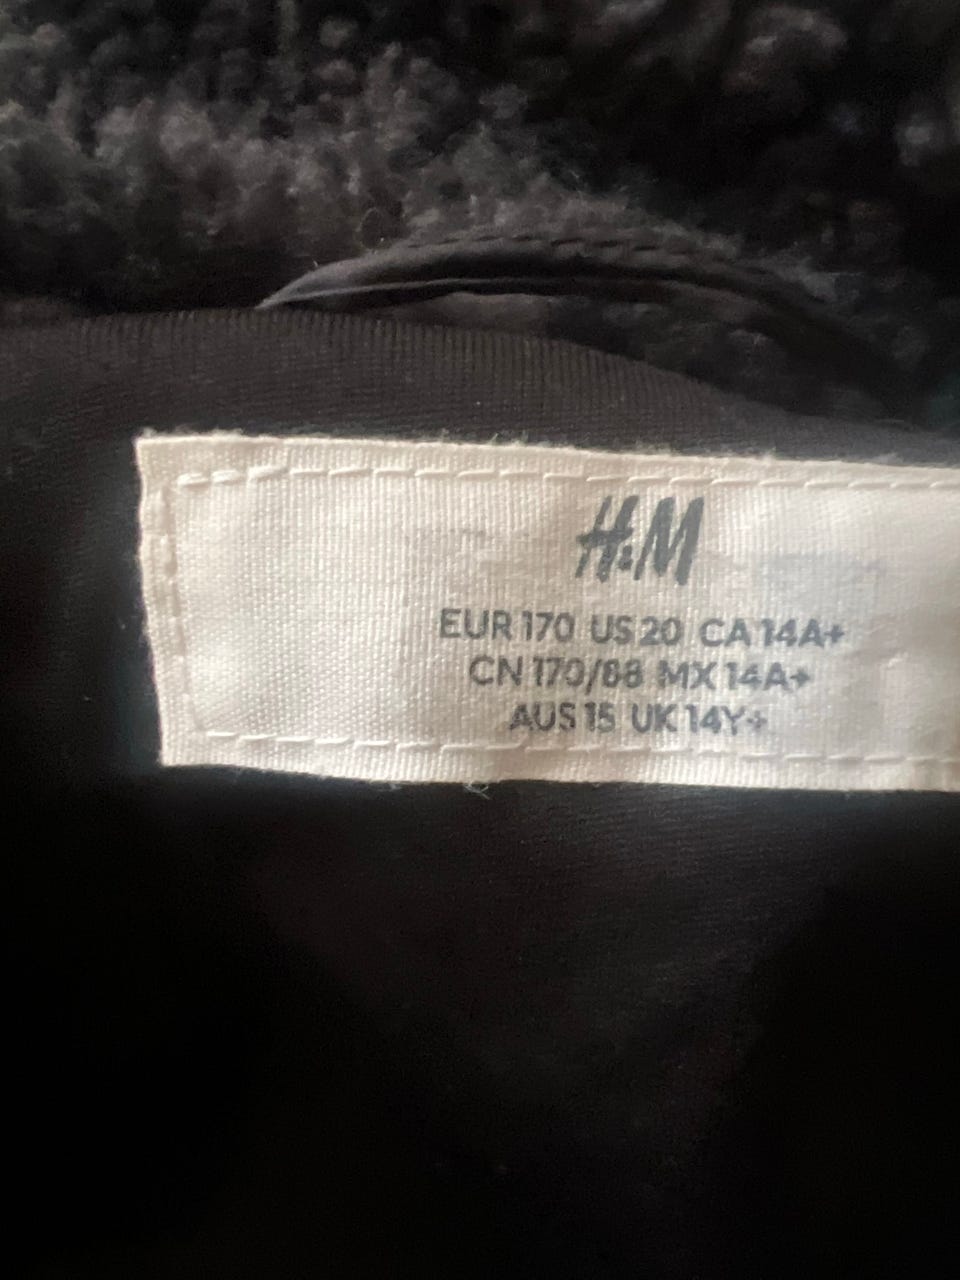 H&M
EUR 170 US 20 CA 14A+
CN 170/88 MX 14A+
AUS 15 UK 14Y+